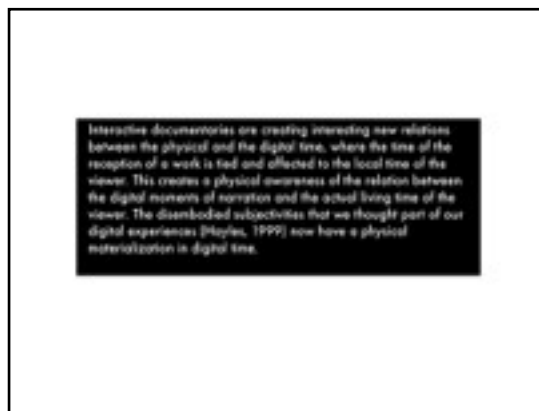 Interactive documentaries are creating interesting new relations
between the physical and the digital time, where the time of the
reception of a work is tied and affected to the local time of the
viewer. This creates a physical awareness of the relation between
the digital moments of narration and the actual living time of the
viewer. The disembodied subjectivities that we thought part of our
digital experiences (Hayles, 1999) now have a physical
materialization in digital time.